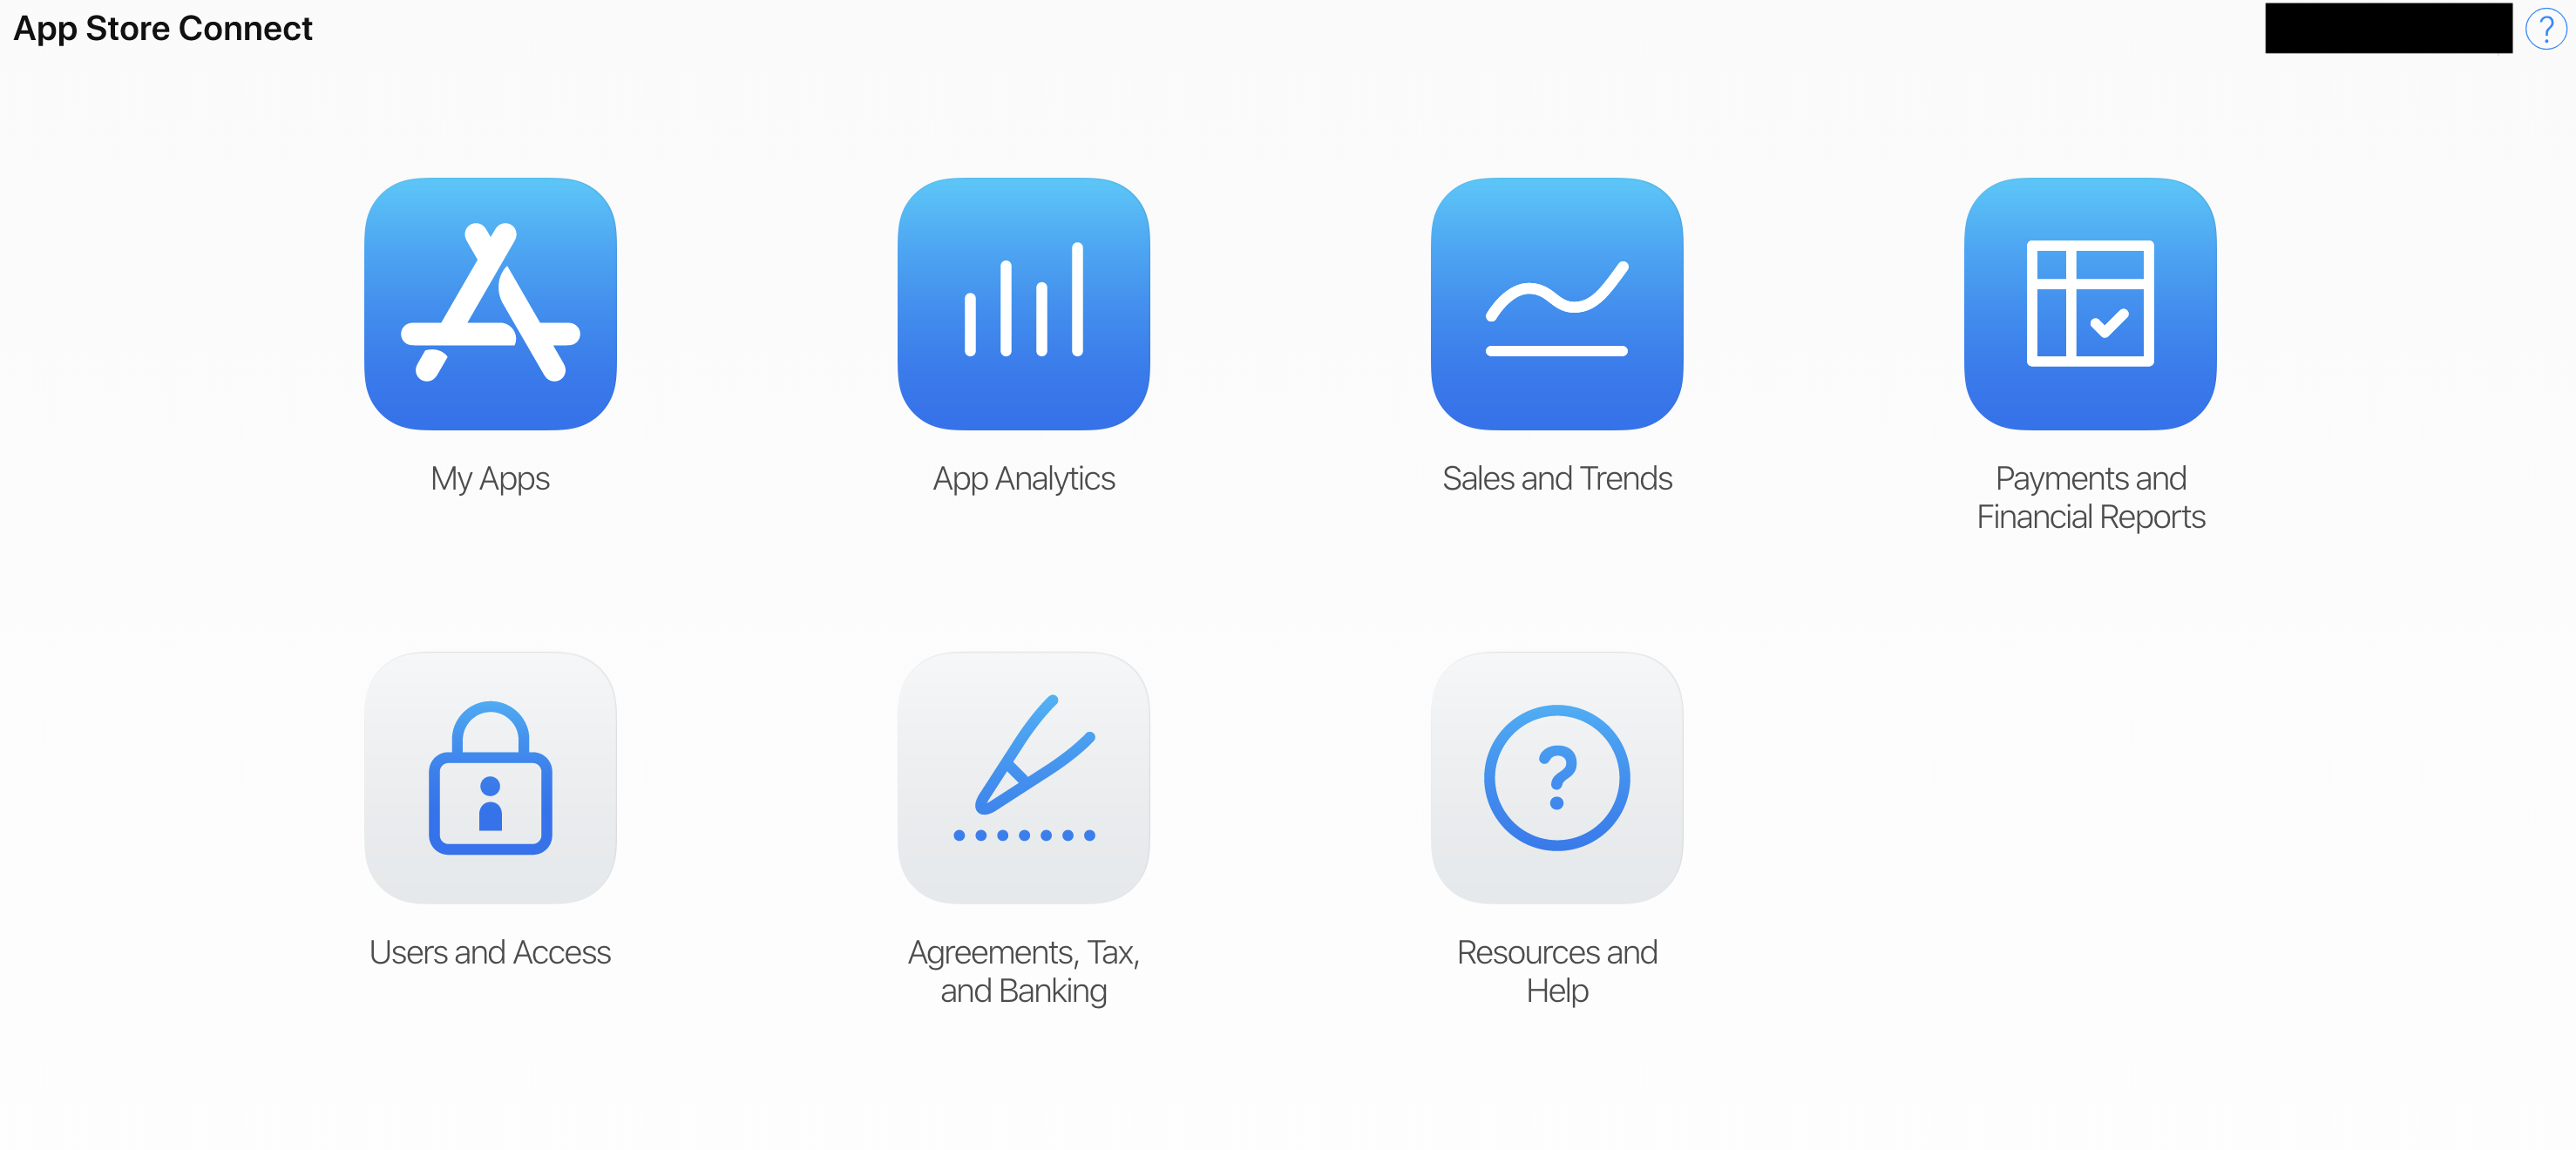 App Store Connect
?
My Apps
App Analytics
Sales and Trends
Payments and
Financial Reports
?
Users and Access
Agreements, Tax,
and Banking
Resources and
Help